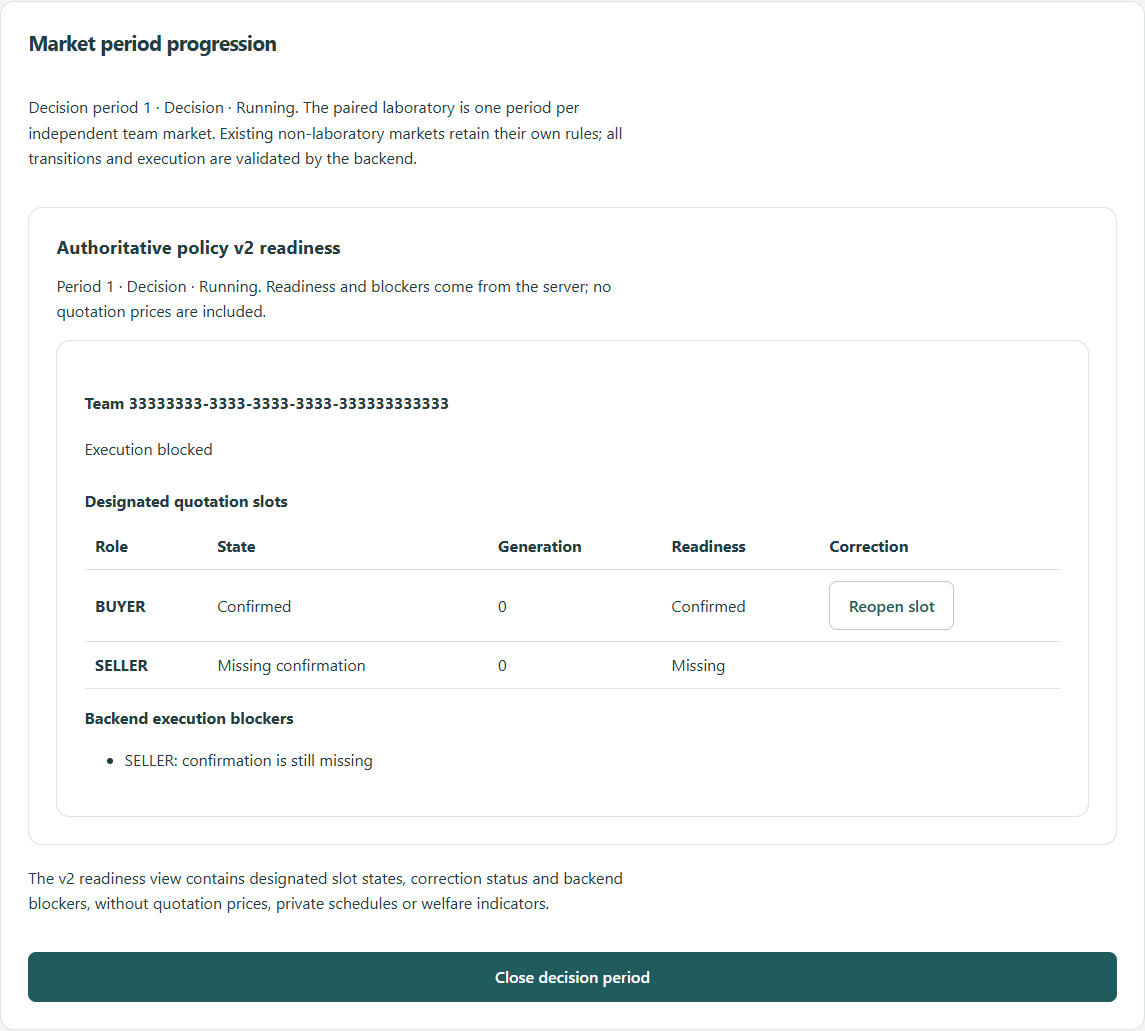 Market period progression
Decision period 1 · Decision · Running. The paired laboratory is one period per
independent team market. Existing non-laboratory markets retain their own rules; all
transitions and execution are validated by the backend.
Authoritative policy v2 readiness
Period 1 · Decision · Running. Readiness and blockers come from the server; no
quotation prices are included.
Team 33333333-3333-3333-3333-333333333333
Execution blocked
Designated quotation slots
Role State Generation Readiness Correction
BUYER Confirmed 0 Confirmed Reopen slot
SELLER Missing confirmation 0 Missing
Backend execution blockers
• SELLER: confirmation is still missing
The v2 readiness view contains designated slot states, correction status and backend
blockers, without quotation prices, private schedules or welfare indicators.
Close decision period